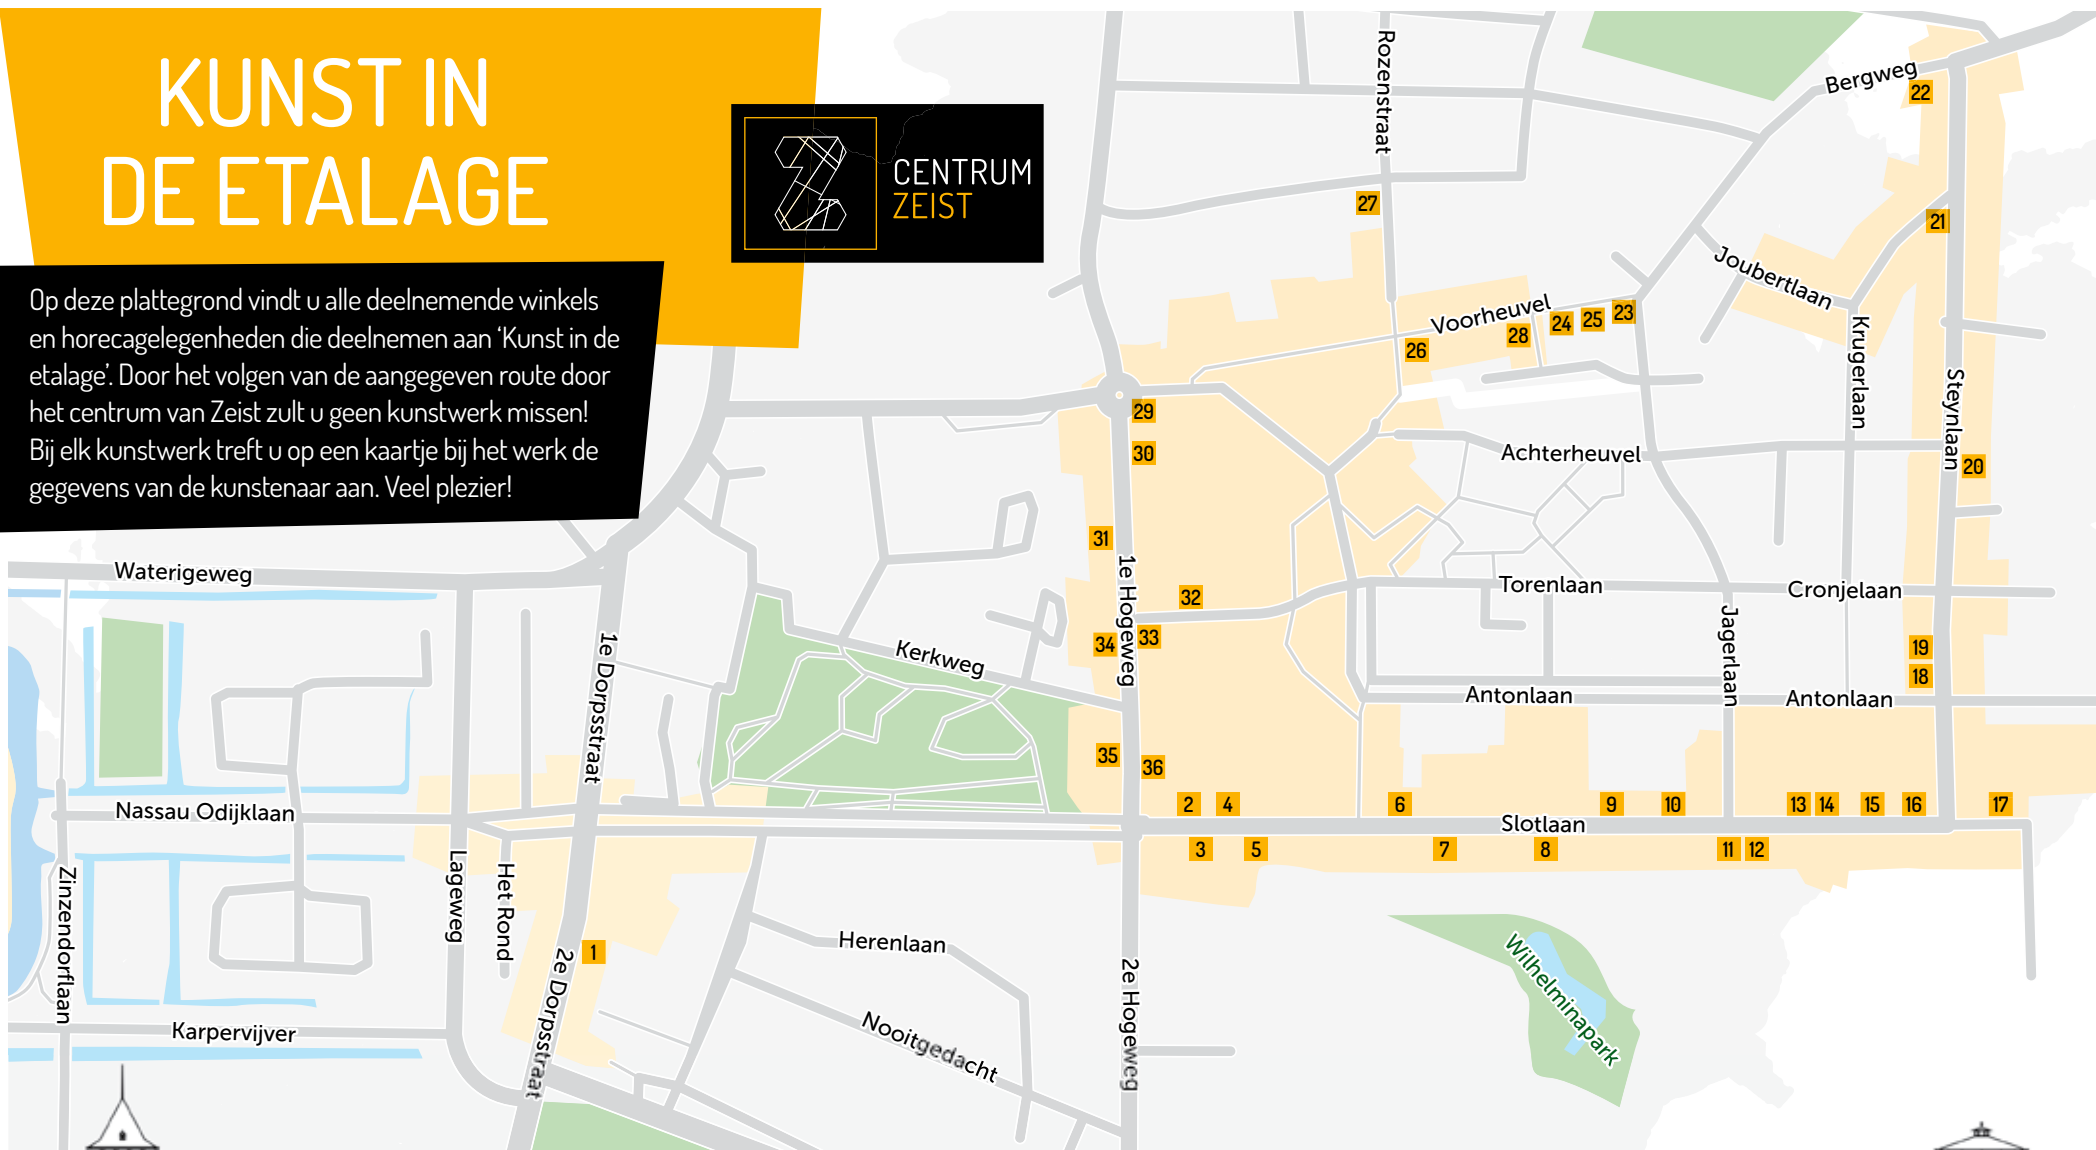 KUNST IN
DE ETALAGE
CENTRUM
ZEIST
Op deze plattegrond vindt u alle deelnemende winkels
en horecagelegenheden die deelnemen aan ‘Kunst in de
etalage’. Door het volgen van de aangegeven route door
het centrum van Zeist zult u geen kunstwerk missen!
Bij elk kunstwerk treft u op een kaartje bij het werk de
gegevens van de kunstenaar aan. Veel plezier!
Rozenstraat
Bergweg
22
27
21
Joubertlaan
Voorheuvel
28
24
25
23
26
Krugerlaan
Steynlaan
29
30
Achterheuvel
20
31
1e Hogeweg
Waterigeweg
32
Torenlaan
Cronjelaan
33
34
Kerkweg
1e Dorpsstraat
Jagerlaan
19
18
Antonlaan
Antonlaan
35
36
2
4
6
9
10
13
14
15
16
17
Nassau Odijklaan
Slotlaan
3
5
7
8
11
12
Zinzendorflaan
Lageweg
Het Rond
1
2e Dorpsstraat
Herenlaan
2e Hogeweg
Wilhelminapark
Karpervijver
Nooitgedacht